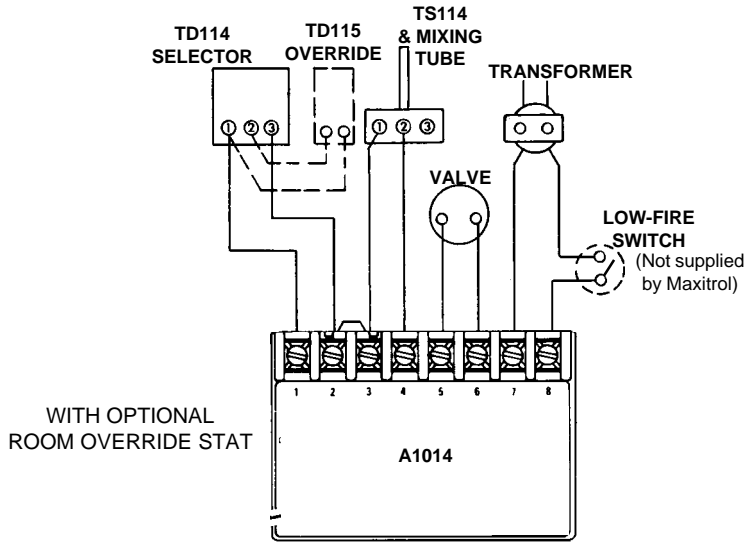 TD114
SELECTOR
TD115
OVERRIDE
TS114
& MIXING
TUBE
TRANSFORMER
1 2 3
1 2 3
VALVE
LOW-FIRE
SWITCH
(Not supplied
by Maxitrol)
1 2 3 4 5 6 7 8
WITH OPTIONAL
ROOM OVERRIDE STAT
A1014